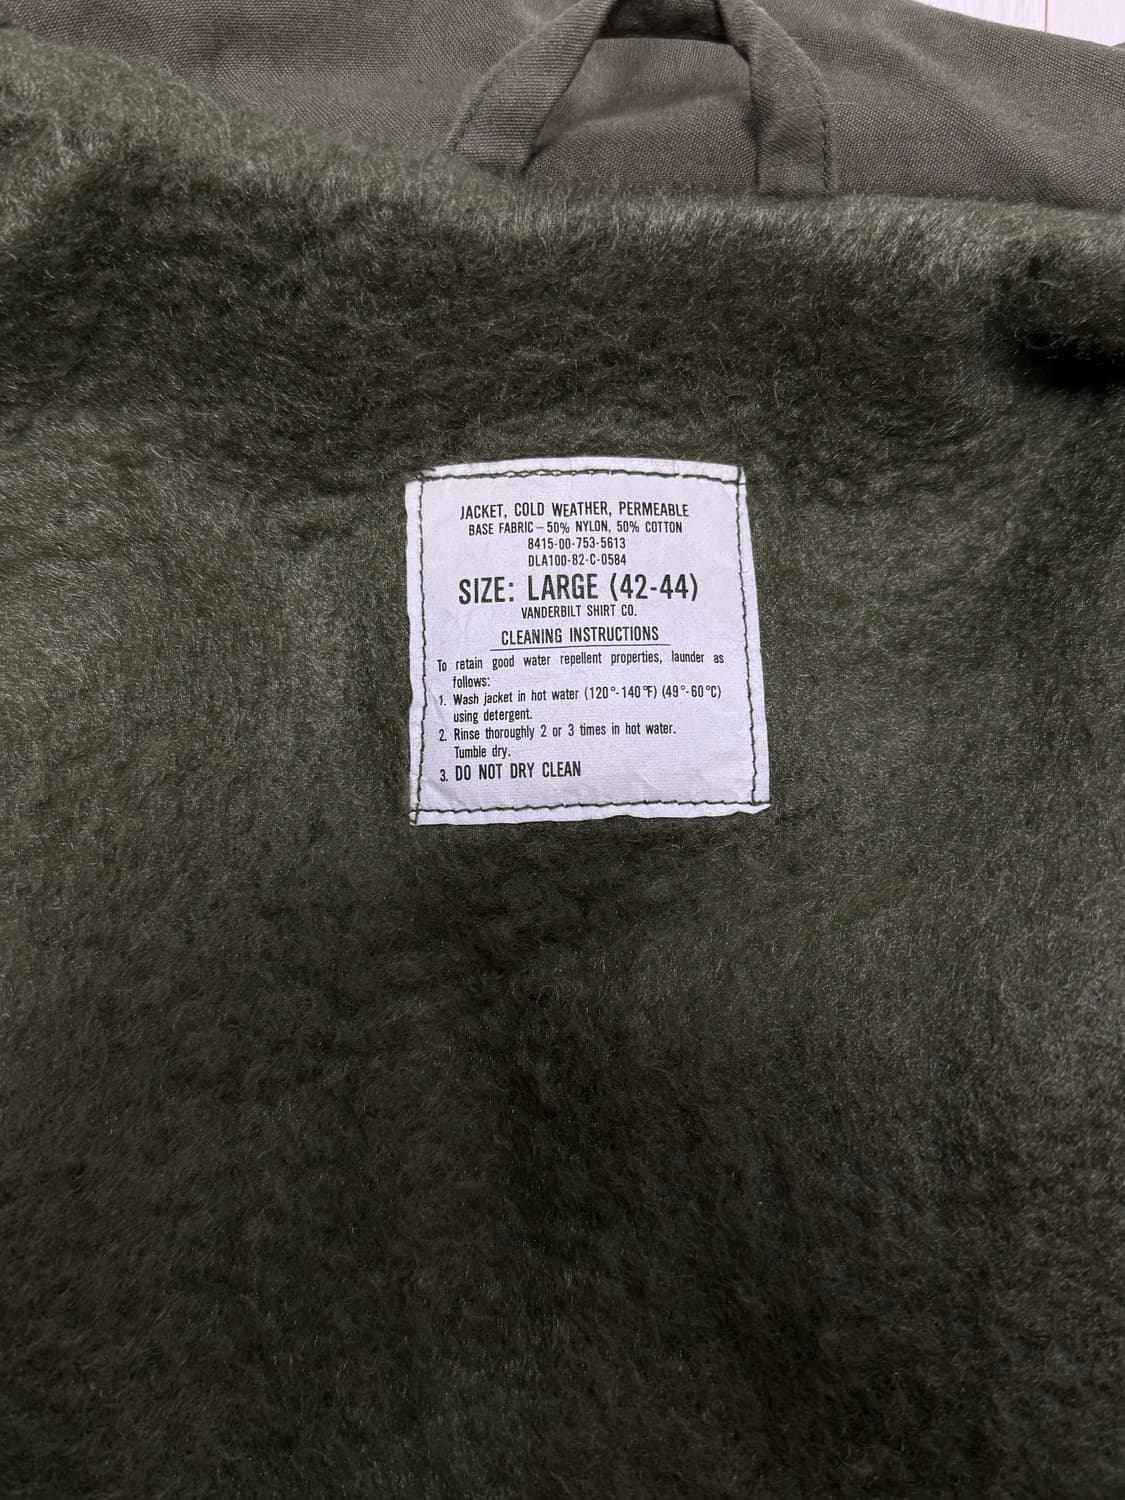 JACKET, COLD WEATHER, PERMEABLE
BASE FABRIC – 50% NYLON, 50% COTTON
8415-00-753-5613
DLA100-82-C-0584
SIZE: LARGE (42-44)
VANDERBILT SHIRT CO.
CLEANING INSTRUCTIONS
To retain good water repellent properties, launder as
follows:
1. Wash jacket in hot water (120°-140°F) (49°-60°C)
using detergent.
2. Rinse thoroughly 2 or 3 times in hot water.
Tumble dry.
3. DO NOT DRY CLEAN